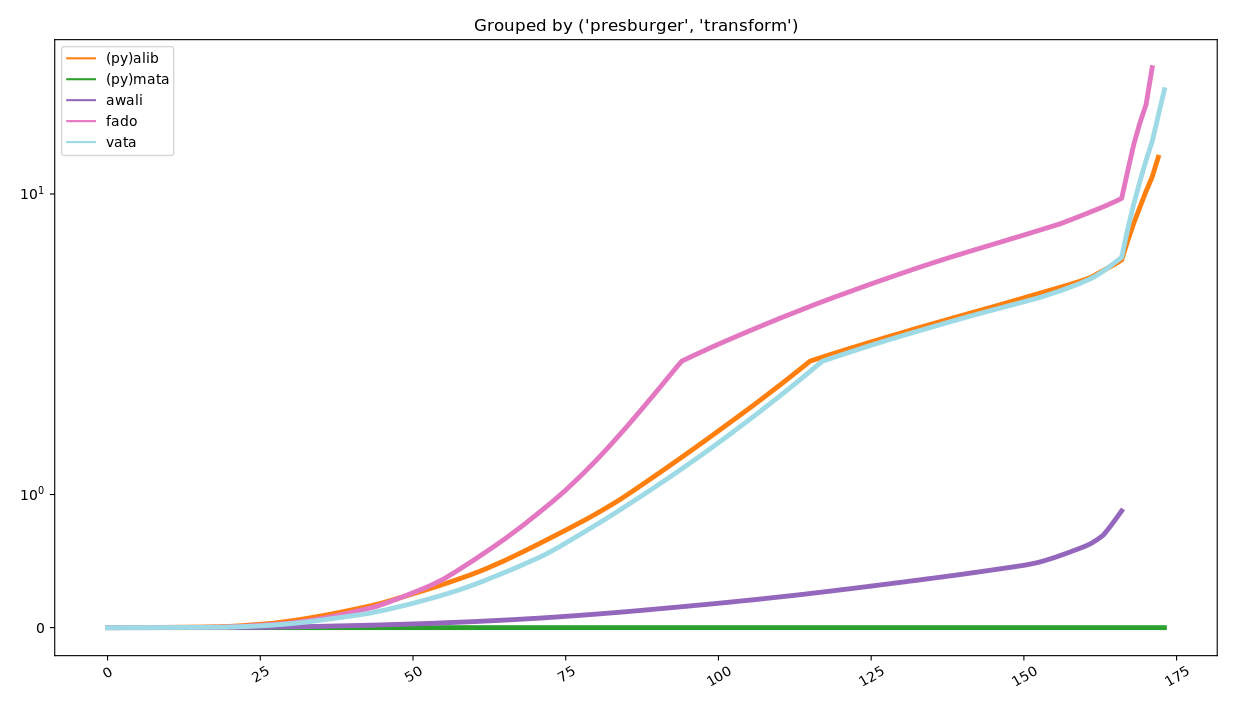 Grouped by ('presburger', 'transform')
(py)alib
(py)mata
awali
fado
vata
10¹
10⁰
0
0 25 50 75 100 125 150 175